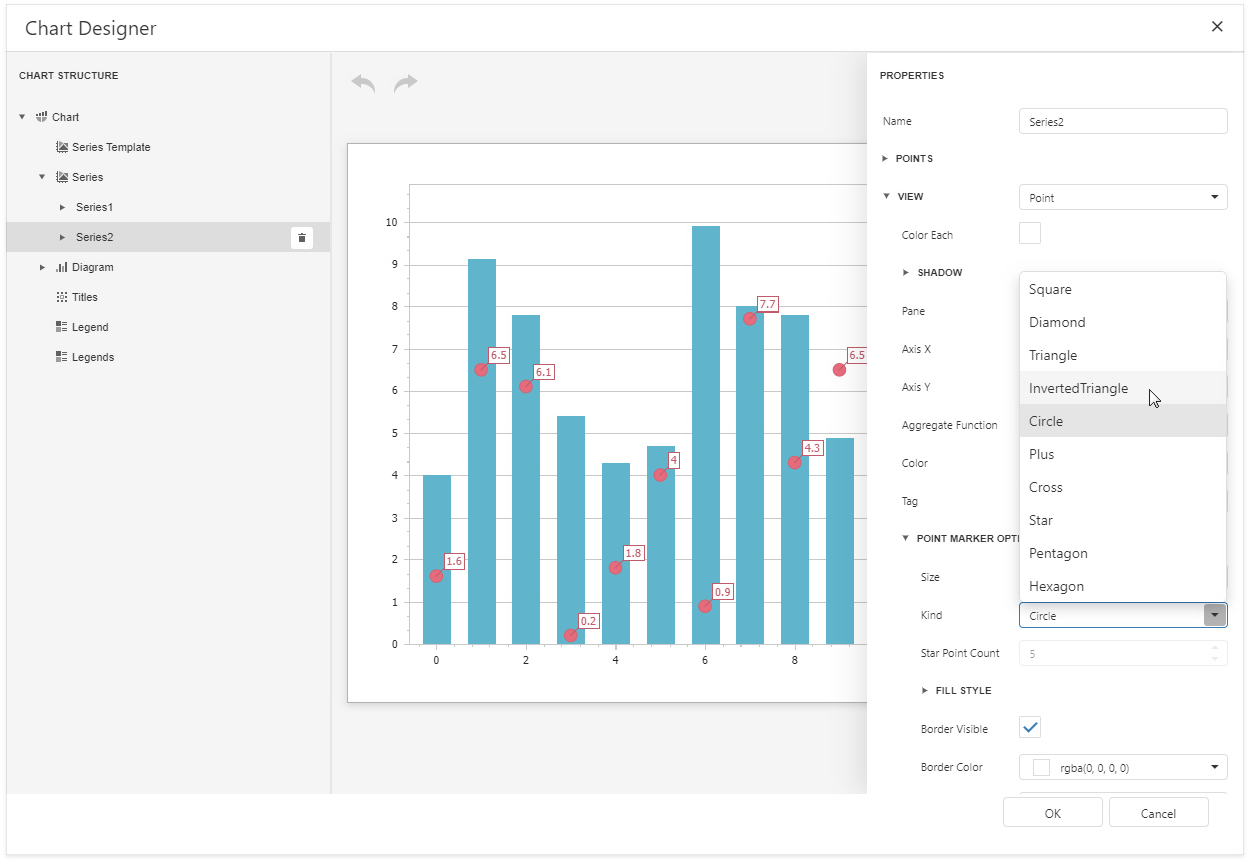 Chart Designer
CHART STRUCTURE
Chart
Series Template
Series
Series1
Series2
Diagram
Titles
Legend
Legends
10
9
8
7
6
5
4
3
2
1
0
0
2
4
6
8
1.6
6.5
6.1
0.2
1.8
4
0.9
7.7
4.3
6.5
PROPERTIES
Name
Series2
POINTS
VIEW
Point
Color Each
SHADOW
Pane
Axis X
Axis Y
Aggregate Function
Color
Tag
Square
Diamond
Triangle
InvertedTriangle
Circle
Plus
Cross
Star
Pentagon
Hexagon
POINT MARKER OPTI
Size
Kind
Circle
Star Point Count
5
FILL STYLE
Border Visible
Border Color
rgba(0, 0, 0, 0)
OK
Cancel